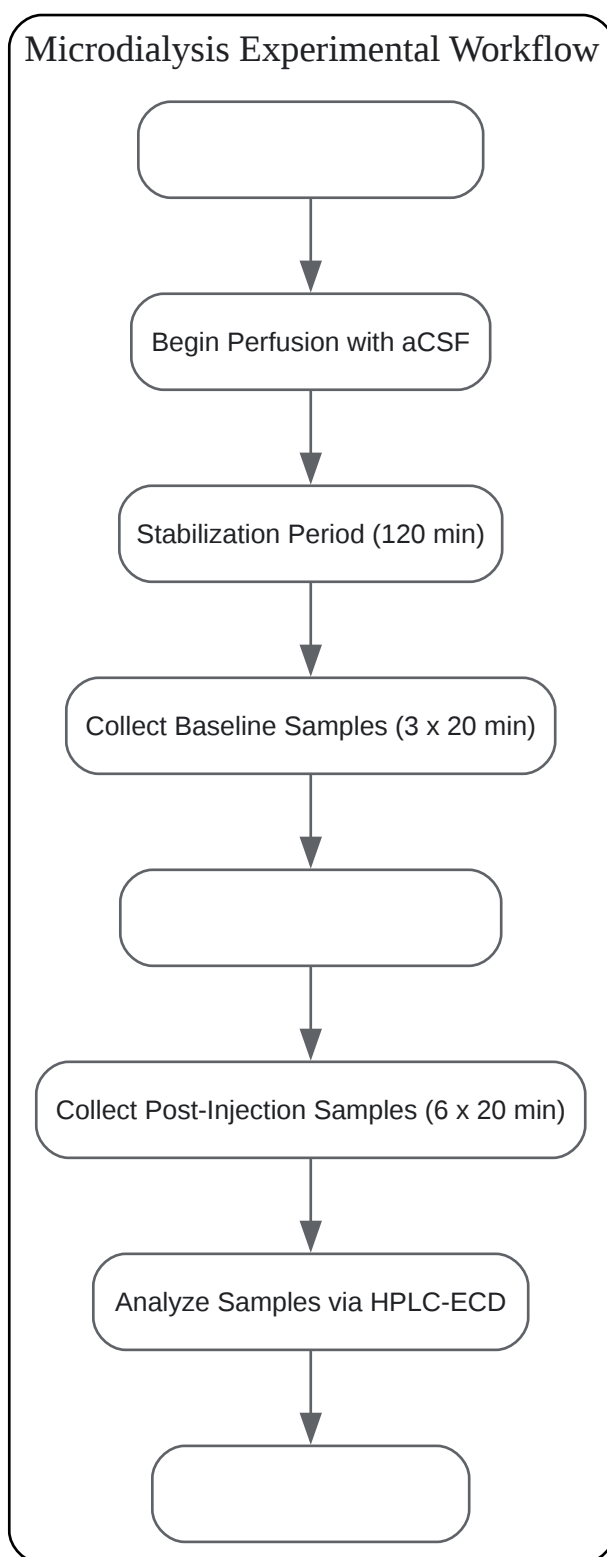 Microdialysis Experimental Workflow
Begin Perfusion with aCSF
Stabilization Period (120 min)
Collect Baseline Samples (3 x 20 min)
Collect Post-Injection Samples (6 x 20 min)
Analyze Samples via HPLC-ECD